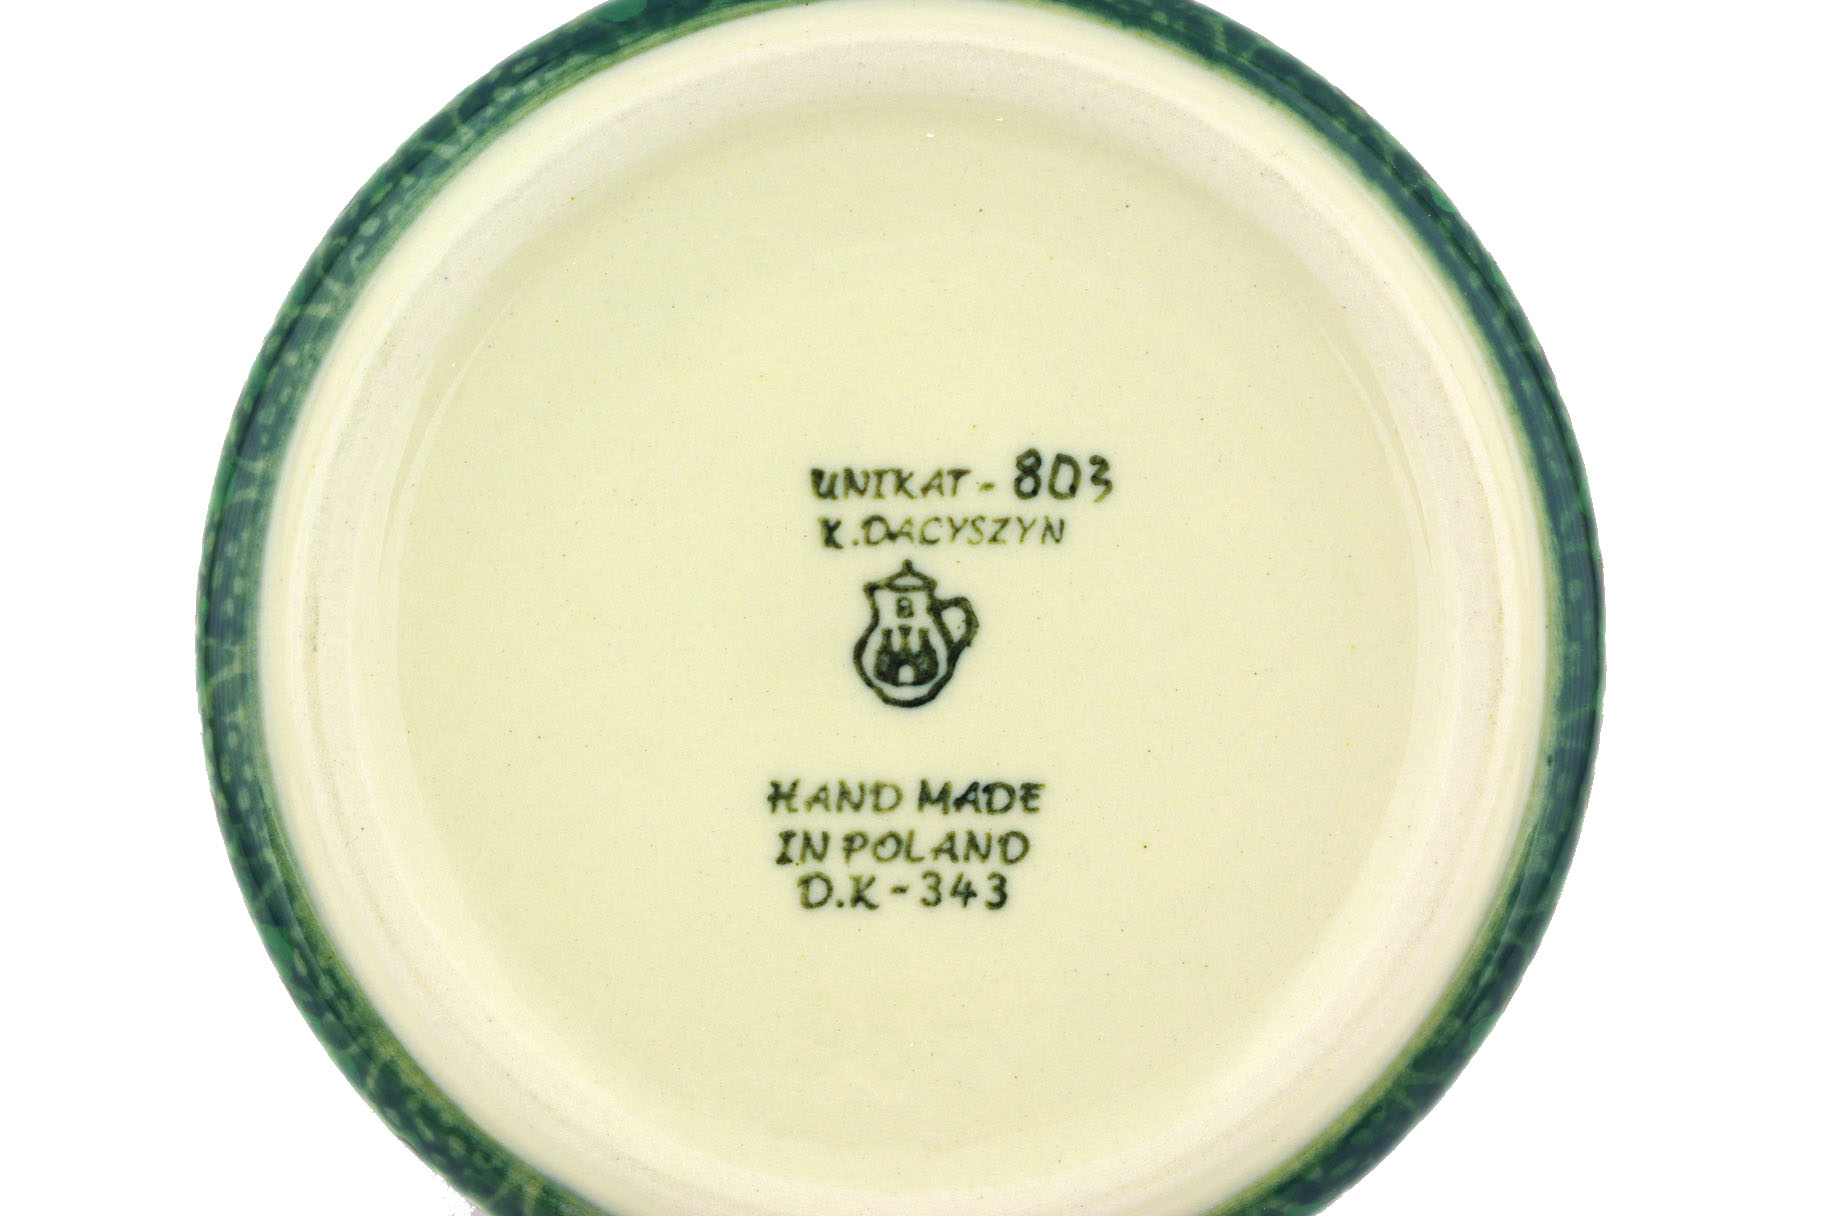 UNIKAT - 803
K.DACYSZYN
B
HAND MADE
IN POLAND
D.K - 343